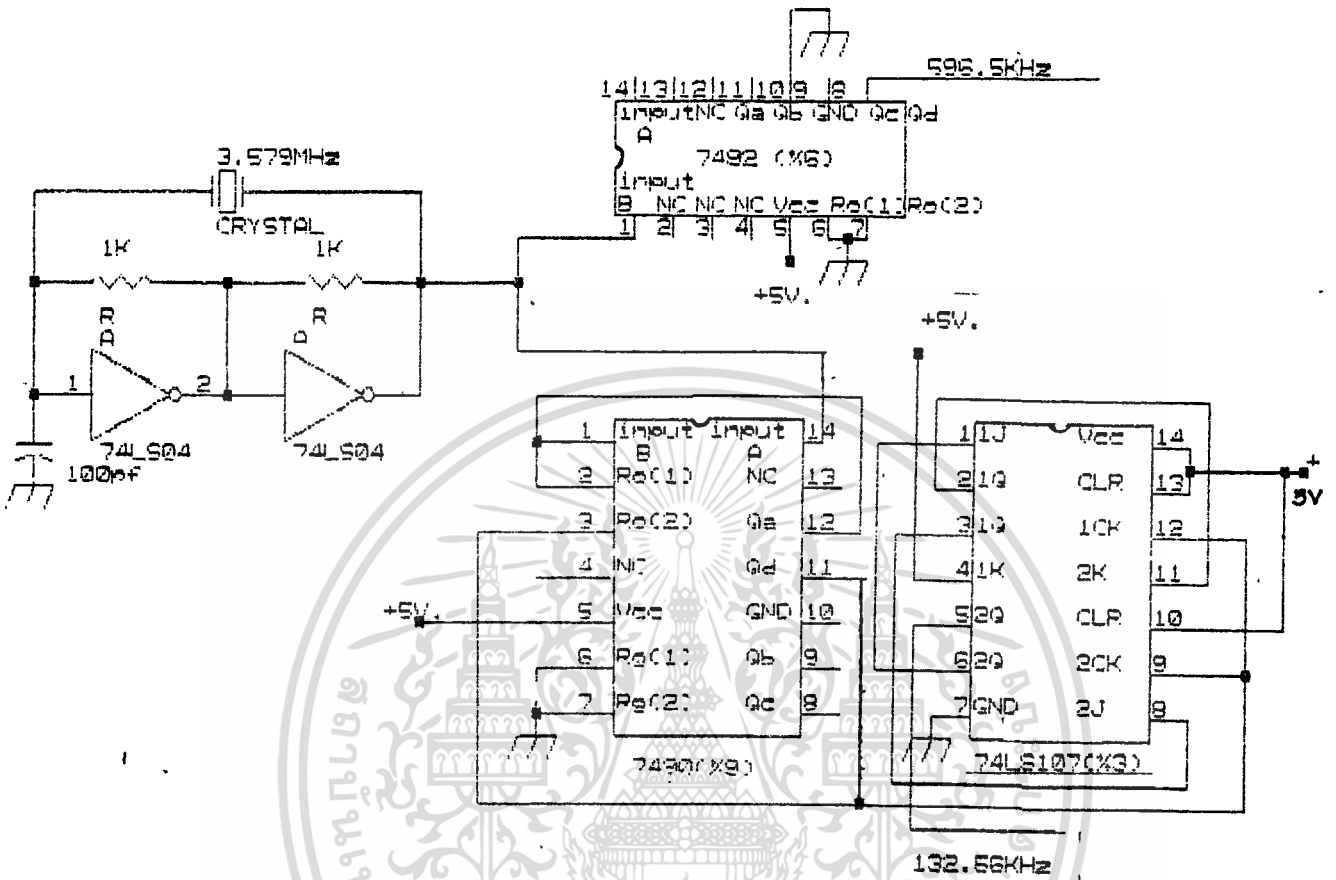 596.5KHz
14 13 12 11 10 9 8
input NC Qa Qb GND Qc Qd
A
7492 (%6)
input
B NC NC NC Vcc Ro(1) Ro(2)
1 2 3 4 5 6 7
+5V.
3.579MHz
CRYSTAL
1K 1K
R R
A
1 2
74LS04 74LS04
100pf
+5V.
1 input B input A 14
2 Ro(1) NC 13
3 Ro(2) Qa 12
4 NC Qd 11
+5V. 5 Vcc GND 10
6 Rg(1) Qb 9
7 Rg(2) Qc 8
7490(%9)
1 1J Vcc 14
2 1Q CLR 13
3 1Q 1CK 12
4 1K 2K 11
5 2Q CLR 10
6 2Q 2CK 9
7 GND 2J 8
74LS107(%3)
+
5V
132.56KHz